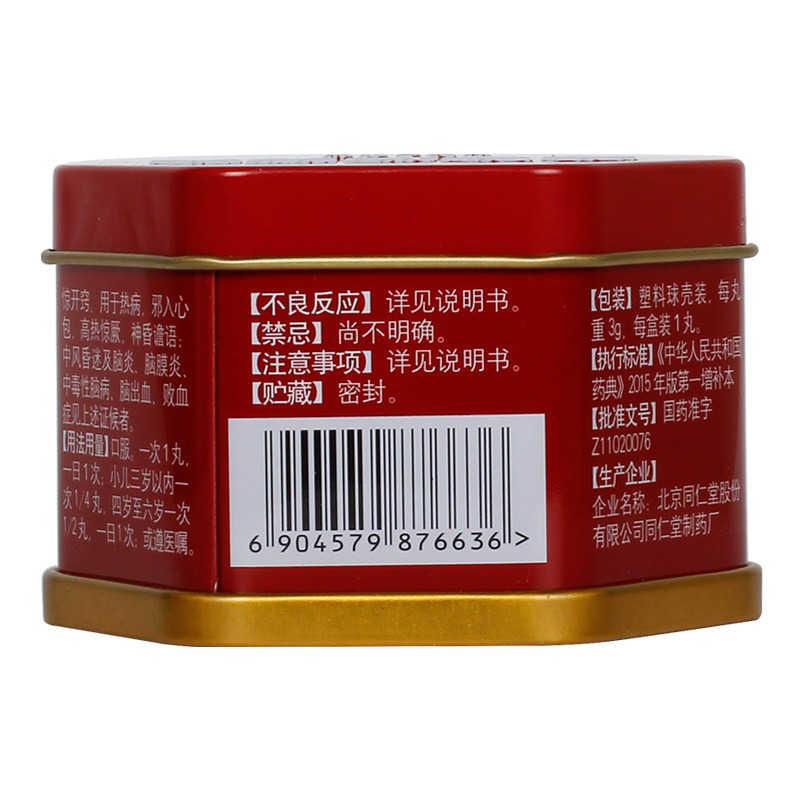 惊开窍，用于热病，邪入心
包，高热惊厥，神昏谵语；
中风昏迷及脑炎、脑膜炎、
中毒性脑病、脑出血、败血
症见上述证候者。
【用法用量】口服。一次1丸，
一日1次；小儿三岁以内一
次1/4丸，四岁至六岁一次
1/2丸，一日1次；或遵医嘱。
【不良反应】详见说明书。
【禁忌】尚不明确。
【注意事项】详见说明书。
【贮藏】密封。
6 904579 876636 >
【包装】塑料球壳装，每丸
重3g，每盒装1丸。
【执行标准】《中华人民共和国
药典》2015年版第一增补本
【批准文号】国药准字
Z11020076
【生产企业】
企业名称：北京同仁堂股份
有限公司同仁堂制药厂